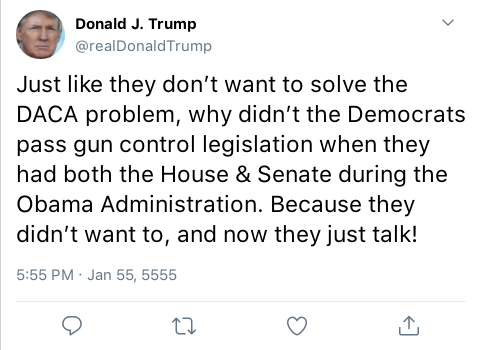 Donald J. Trump
@realDonaldTrump
Just like they don’t want to solve the
DACA problem, why didn’t the Democrats
pass gun control legislation when they
had both the House & Senate during the
Obama Administration. Because they
didn’t want to, and now they just talk!
5:55 PM · Jan 55, 5555